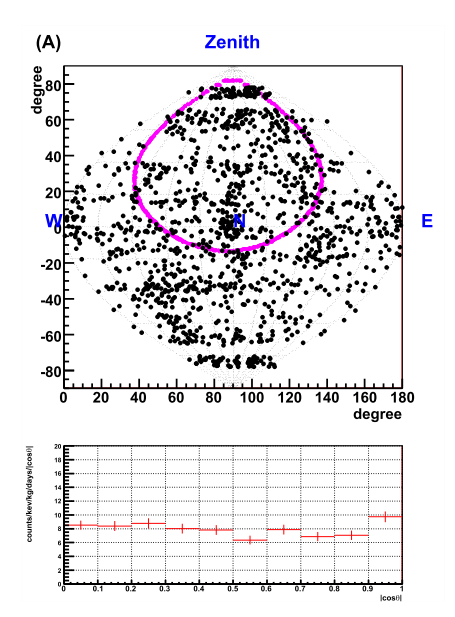 (A)
Zenith
degree
80
60
40
20
0
-20
-40
-60
-80
W
N
E
0 20 40 60 80 100 120 140 160 180
degree
counts/kev/kg/days/|cosθ|
20
18
16
14
12
10
8
6
4
2
0
0 0.1 0.2 0.3 0.4 0.5 0.6 0.7 0.8 0.9 1
|cosθ|